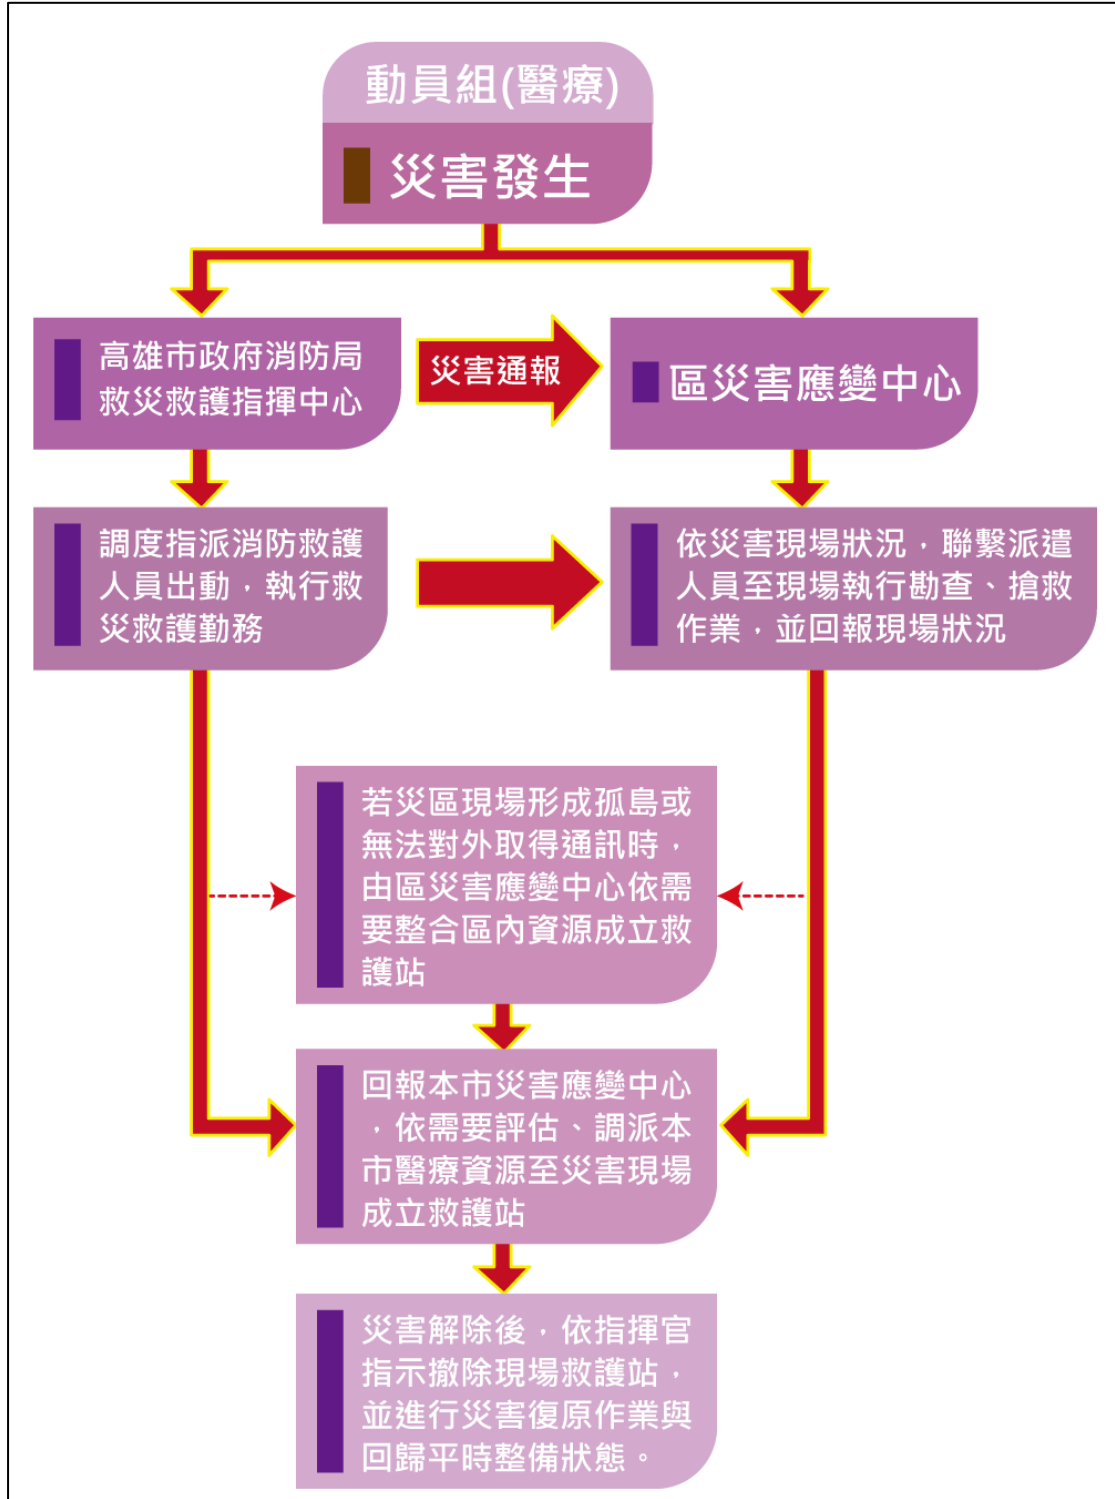 動員組(醫療)
災害發生
高雄市政府消防局
救災救護指揮中心
災害通報
區災害應變中心
調度指派消防救護
人員出動，執行救
災救護勤務
依災害現場狀況，聯繫派遣
人員至現場執行勘查、搶救
作業，並回報現場狀況
若災區現場形成孤島或
無法對外取得通訊時，
由區災害應變中心依需
要整合區內資源成立救
護站
回報本市災害應變中心
，依需要評估、調派本
市醫療資源至災害現場
成立救護站
災害解除後，依指揮官
指示撤除現場救護站，
並進行災害復原作業與
回歸平時整備狀態。